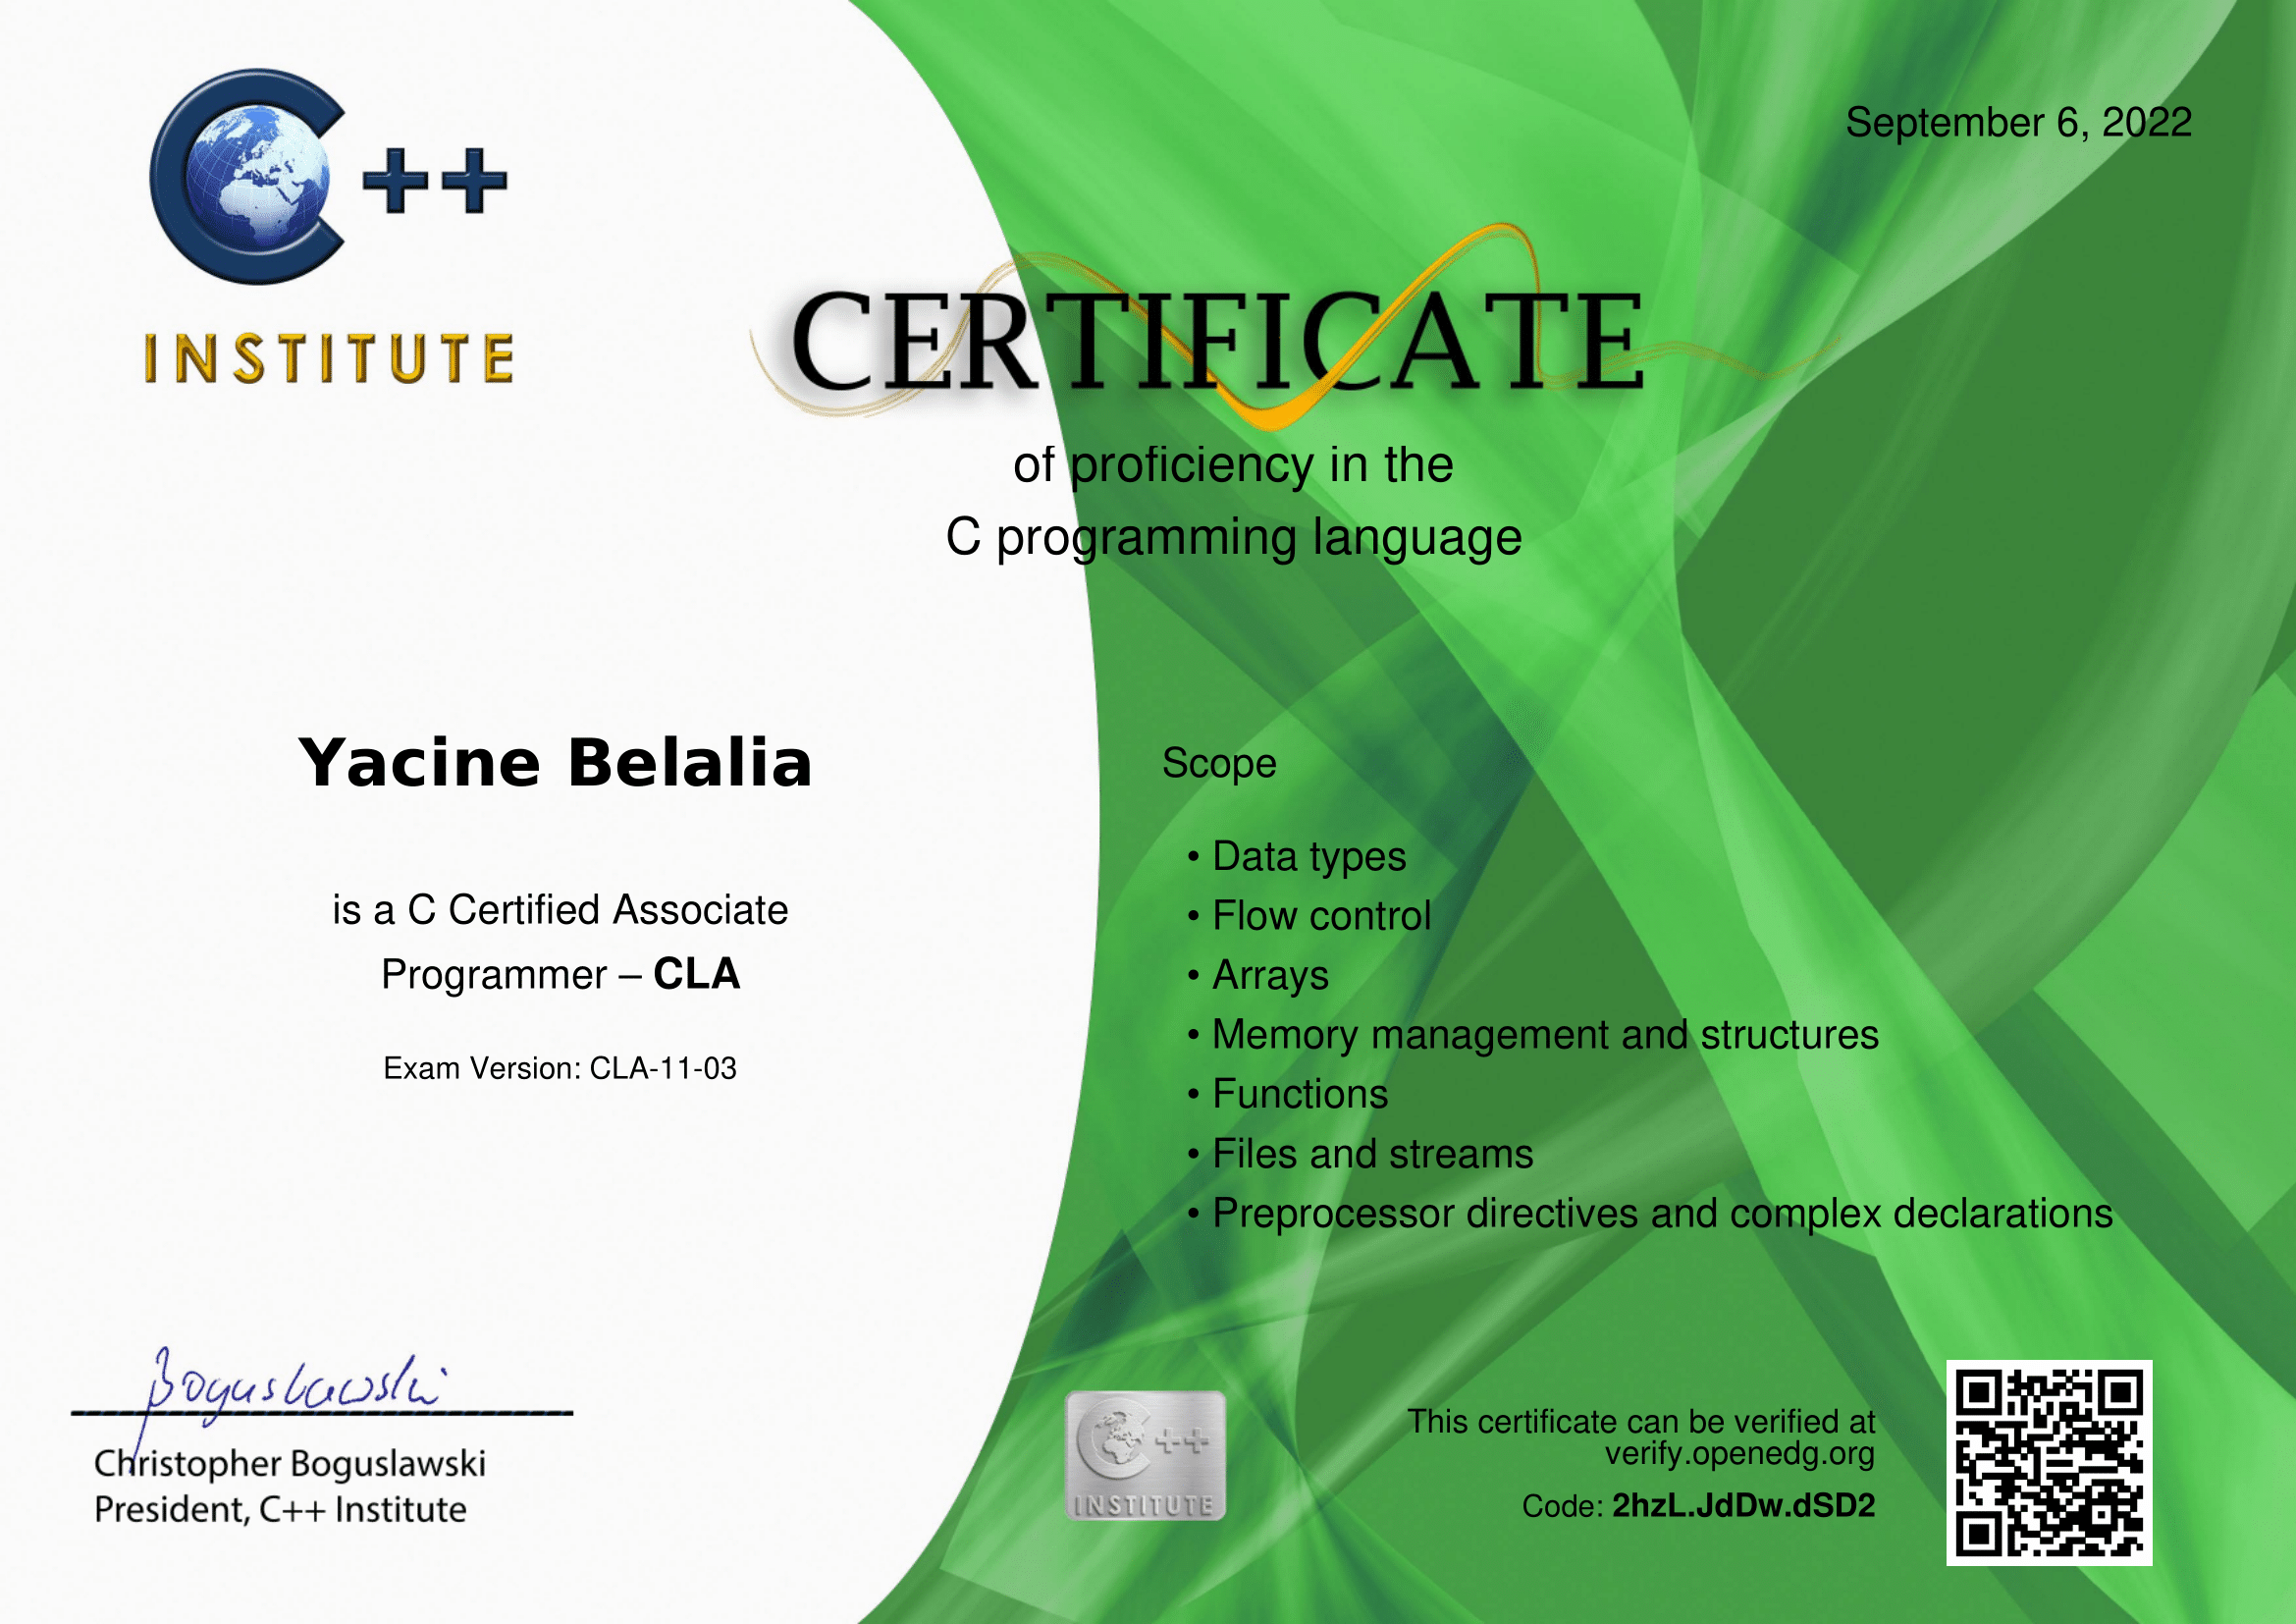 C++
INSTITUTE
September 6, 2022
CERTIFICATE
of proficiency in the
C programming language
Yacine Belalia
is a C Certified Associate
Programmer – CLA
Exam Version: CLA-11-03
Scope
• Data types
• Flow control
• Arrays
• Memory management and structures
• Functions
• Files and streams
• Preprocessor directives and complex declarations
Boguslawski
Christopher Boguslawski
President, C++ Institute
C++
INSTITUTE
This certificate can be verified at
verify.openedg.org
Code: 2hzL.JdDw.dSD2